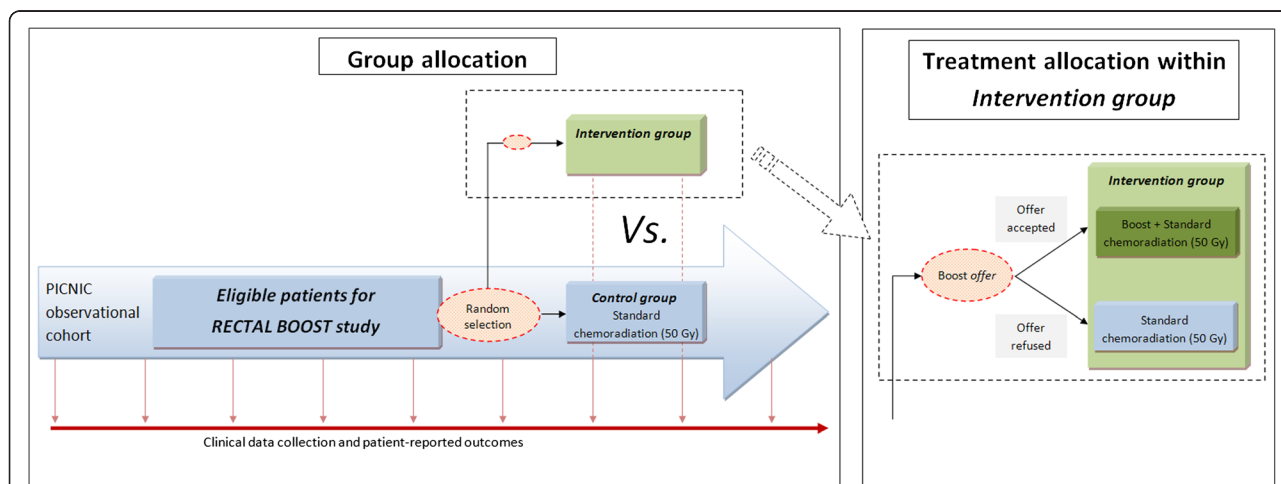 Group allocation
Intervention group
Vs.
PICNIC
observational
cohort
Eligible patients for
RECTAL BOOST study
Random
selection
Control group
Standard
chemoradiation (50 Gy)
Clinical data collection and patient-reported outcomes
Treatment allocation within
Intervention group
Intervention group
Offer
accepted
Boost + Standard
chemoradiation (50 Gy)
Boost offer
Offer
refused
Standard
chemoradiation (50 Gy)